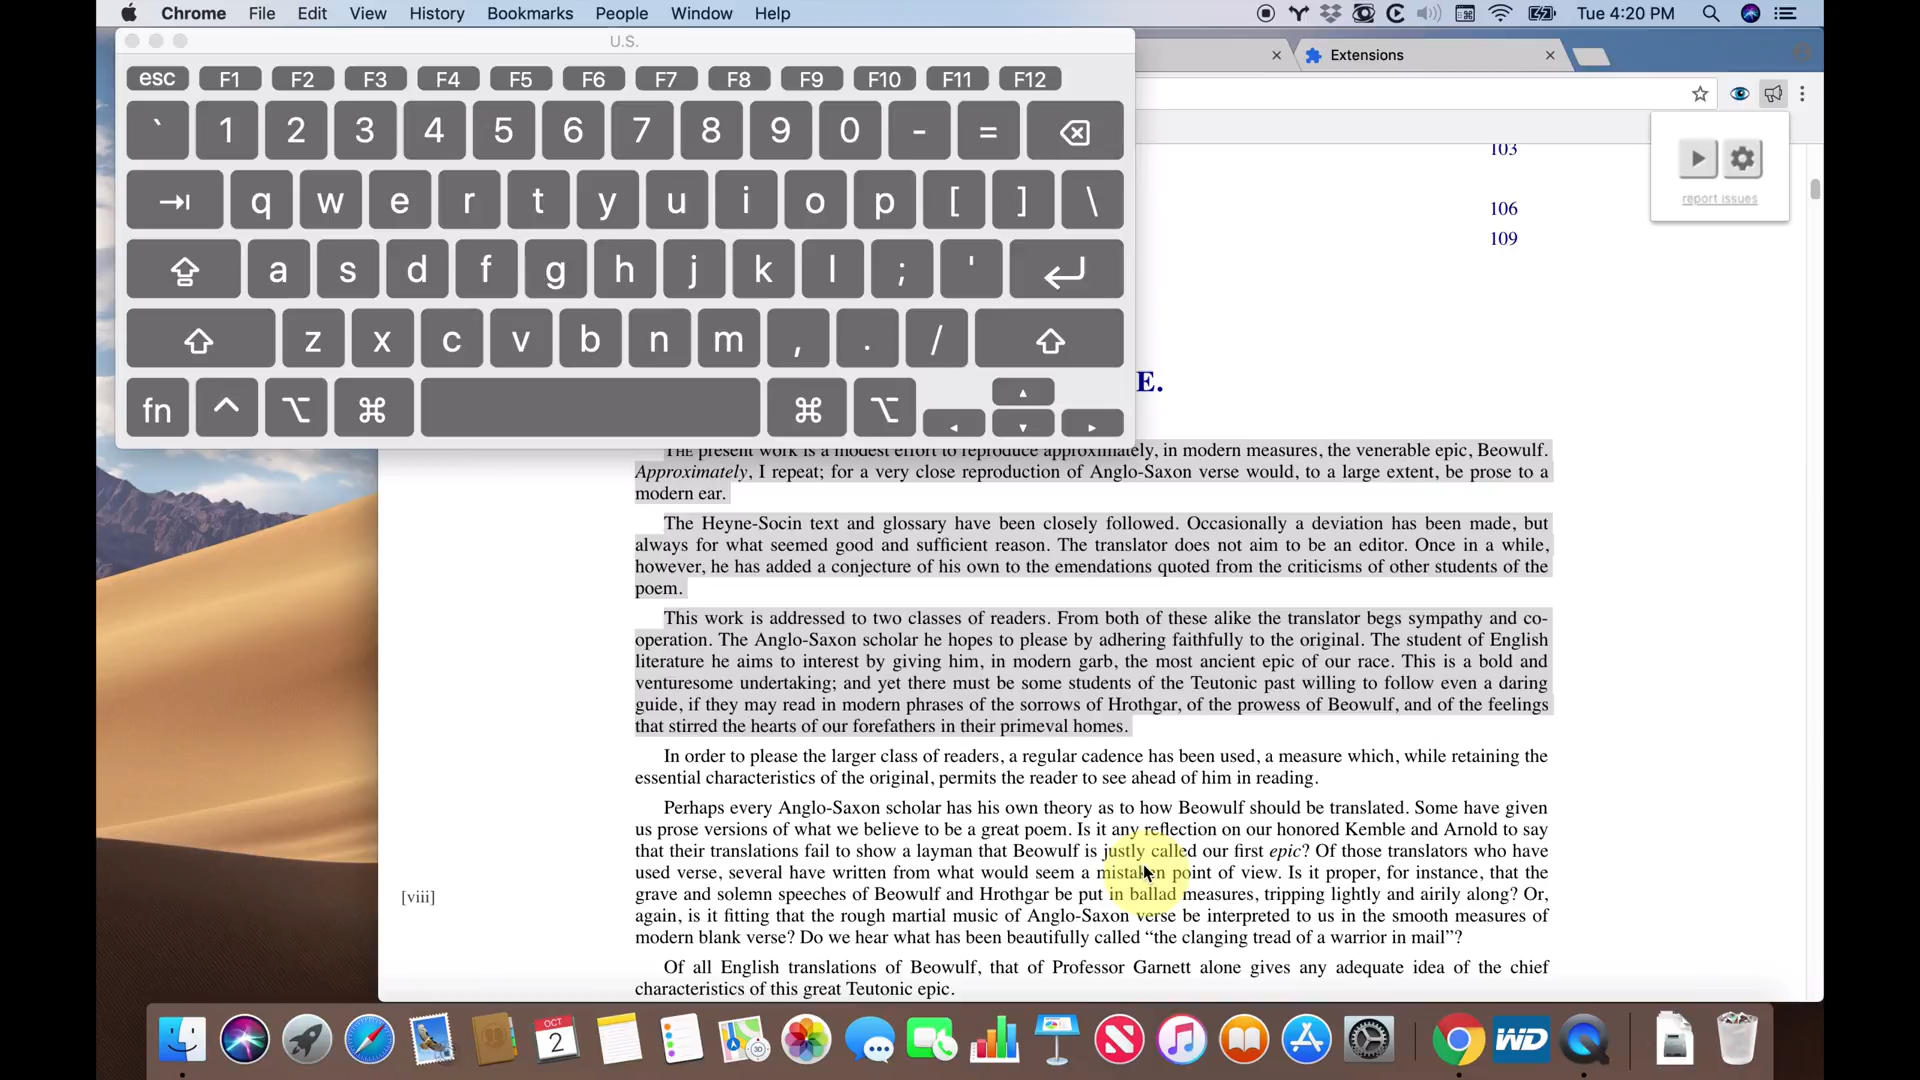 Chrome File Edit View History Bookmarks People Window Help Tue 4:20 PM
U.S.
Extensions
esc F1 F2 F3 F4 F5 F6 F7 F8 F9 F10 F11 F12
` 1 2 3 4 5 6 7 8 9 0 - =
q w e r t y u i o p [ ] \
a s d f g h j k l ; '
z x c v b n m , . /
fn
report issues
103
106
109
E.
THE present work is a modest effort to reproduce approximately, in modern measures, the venerable epic, Beowulf.
Approximately, I repeat; for a very close reproduction of Anglo-Saxon verse would, to a large extent, be prose to a
modern ear.
The Heyne-Socin text and glossary have been closely followed. Occasionally a deviation has been made, but
always for what seemed good and sufficient reason. The translator does not aim to be an editor. Once in a while,
however, he has added a conjecture of his own to the emendations quoted from the criticisms of other students of the
poem.
This work is addressed to two classes of readers. From both of these alike the translator begs sympathy and co-
operation. The Anglo-Saxon scholar he hopes to please by adhering faithfully to the original. The student of English
literature he aims to interest by giving him, in modern garb, the most ancient epic of our race. This is a bold and
venturesome undertaking; and yet there must be some students of the Teutonic past willing to follow even a daring
guide, if they may read in modern phrases of the sorrows of Hrothgar, of the prowess of Beowulf, and of the feelings
that stirred the hearts of our forefathers in their primeval homes.
In order to please the larger class of readers, a regular cadence has been used, a measure which, while retaining the
essential characteristics of the original, permits the reader to see ahead of him in reading.
Perhaps every Anglo-Saxon scholar has his own theory as to how Beowulf should be translated. Some have given
us prose versions of what we believe to be a great poem. Is it any reflection on our honored Kemble and Arnold to say
that their translations fail to show a layman that Beowulf is justly called our first epic? Of those translators who have
used verse, several have written from what would seem a mistaken point of view. Is it proper, for instance, that the
[viii] grave and solemn speeches of Beowulf and Hrothgar be put in ballad measures, tripping lightly and airily along? Or,
again, is it fitting that the rough martial music of Anglo-Saxon verse be interpreted to us in the smooth measures of
modern blank verse? Do we hear what has been beautifully called “the clanging tread of a warrior in mail”?
Of all English translations of Beowulf, that of Professor Garnett alone gives any adequate idea of the chief
characteristics of this great Teutonic epic.
OCT
2
3D
WD